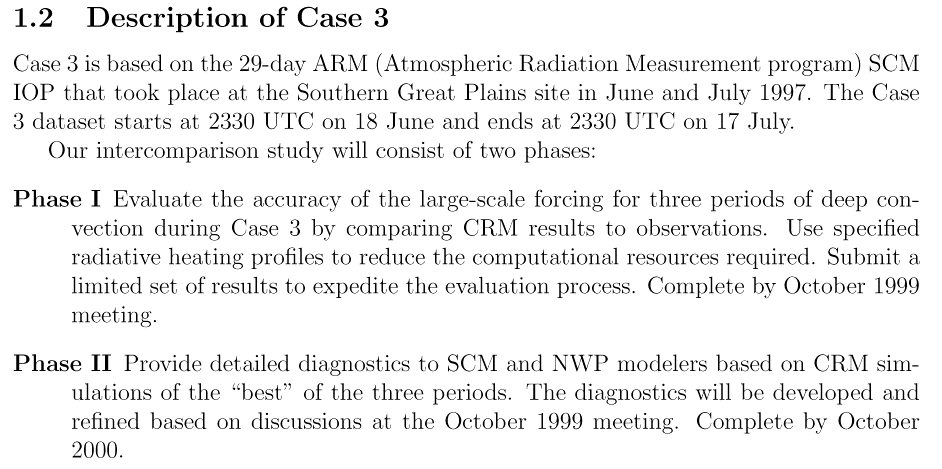 1.2 Description of Case 3
Case 3 is based on the 29-day ARM (Atmospheric Radiation Measurement program) SCM
IOP that took place at the Southern Great Plains site in June and July 1997. The Case
3 dataset starts at 2330 UTC on 18 June and ends at 2330 UTC on 17 July.
Our intercomparison study will consist of two phases:
Phase I Evaluate the accuracy of the large-scale forcing for three periods of deep con-
vection during Case 3 by comparing CRM results to observations. Use specified
radiative heating profiles to reduce the computational resources required. Submit a
limited set of results to expedite the evaluation process. Complete by October 1999
meeting.
Phase II Provide detailed diagnostics to SCM and NWP modelers based on CRM sim-
ulations of the “best” of the three periods. The diagnostics will be developed and
refined based on discussions at the October 1999 meeting. Complete by October
2000.